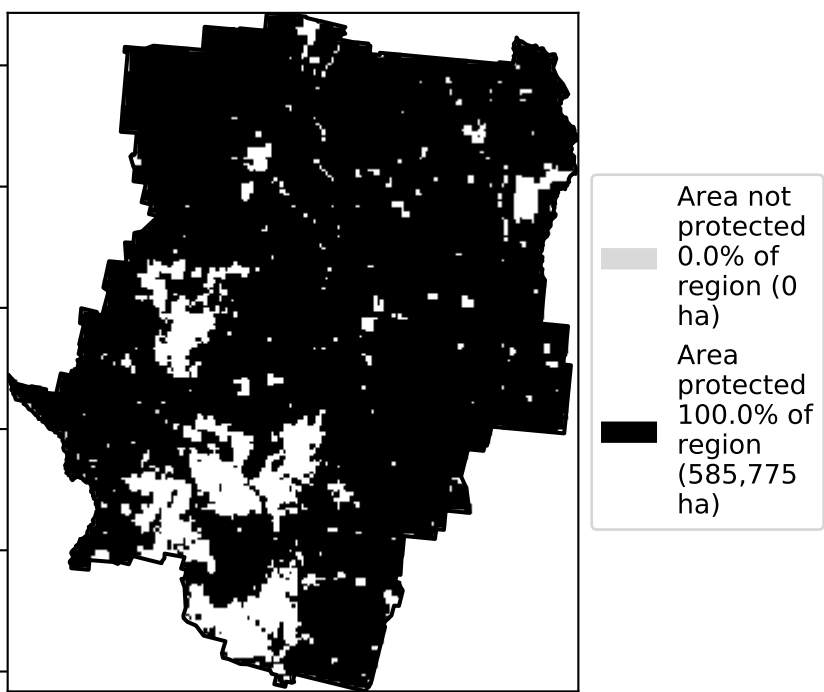 Area not
protected
0.0% of
region (0
ha)
Area
protected
100.0% of
region
(585,775
ha)